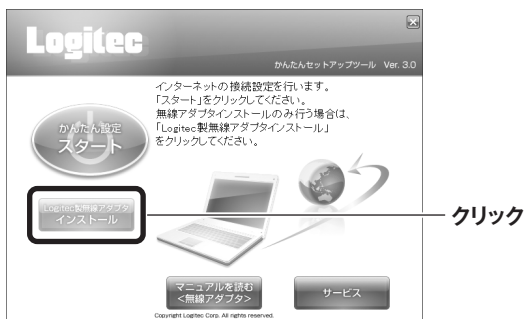 Logitec
かんたんセットアップツール Ver. 3.0
インターネットの接続設定を行います。
「スタート」をクリックしてください。
無線アダプタインストールのみ行う場合は、
「Logitec製無線アダプタインストール」
をクリックしてください。
かんたん設定
スタート
Logitec製無線アダプタ
インストール
クリック
マニュアルを読む
<無線アダプタ>
サービス
Copyright Logitec Corp. All rights reserved.